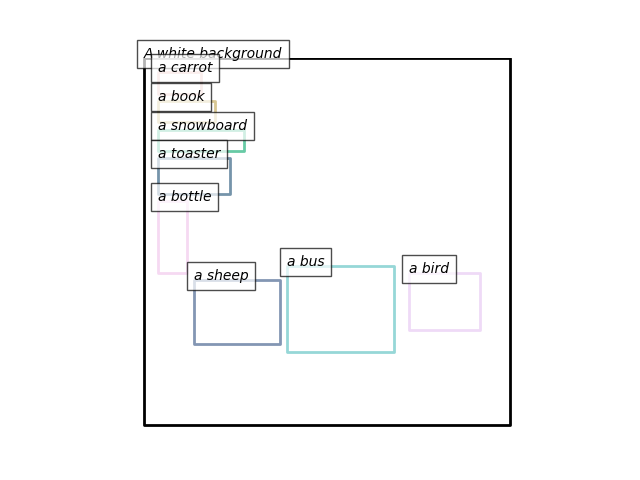 A white background
a carrot
a book
a snowboard
a toaster
a bottle
a sheep
a bus
a bird